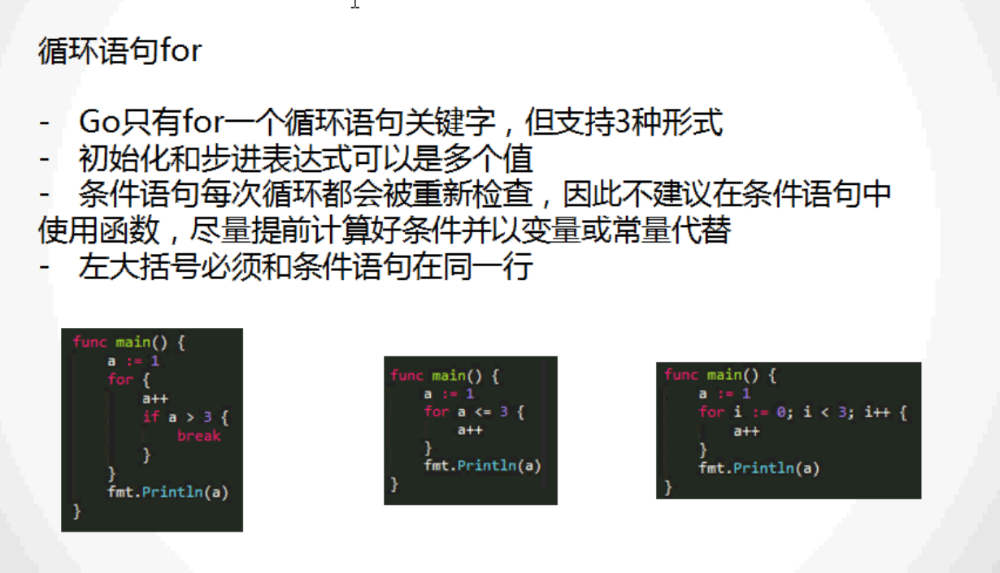 循环语句for
- Go只有for一个循环语句关键字，但支持3种形式
- 初始化和步进表达式可以是多个值
- 条件语句每次循环都会被重新检查，因此不建议在条件语句中
使用函数，尽量提前计算好条件并以变量或常量代替
- 左大括号必须和条件语句在同一行
func main() {
    a := 1
    for {
        a++
        if a > 3 {
            break
        }
    }
    fmt.Println(a)
}
func main() {
    a := 1
    for a <= 3 {
        a++
    }
    fmt.Println(a)
}
func main() {
    a := 1
    for i := 0; i < 3; i++ {
        a++
    }
    fmt.Println(a)
}